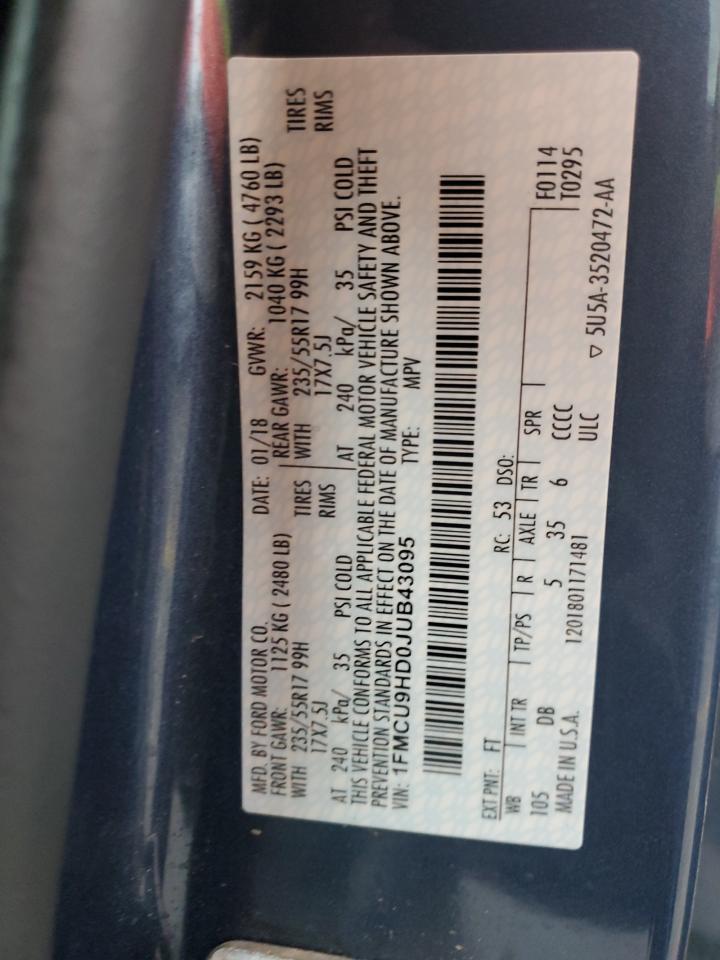 MFD. BY FORD MOTOR CO. DATE: 01/18 GVWR: 2159 KG ( 4760 LB)
FRONT GAWR: 1125 KG ( 2480 LB) REAR GAWR: 1040 KG ( 2293 LB)
WITH 235/55R17 99H TIRES WITH 235/55R17 99H TIRES
17X7.5J RIMS 17X7.5J RIMS
AT 240 kPa/ 35 PSI COLD AT 240 kPa/ 35 PSI COLD
THIS VEHICLE CONFORMS TO ALL APPLICABLE FEDERAL MOTOR VEHICLE SAFETY AND THEFT
PREVENTION STANDARDS IN EFFECT ON THE DATE OF MANUFACTURE SHOWN ABOVE.
VIN: 1FMCU9HD0JUB43095 TYPE: MPV
EXT PNT: FT RC: 53 DSO:
WB INT TR TP/PS R AXLE TR SPR F0114
105 DB 5 35 6 CCCC T0295
ULC
MADE IN U.S.A. 1201801171481 ▽ 5U5A-3520472-AA